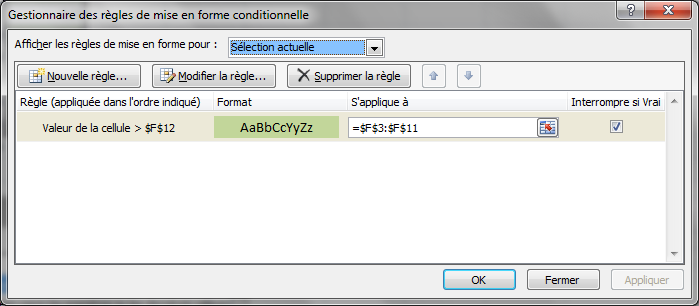 Gestionnaire des règles de mise en forme conditionnelle
Afficher les règles de mise en forme pour : Sélection actuelle
Nouvelle règle... Modifier la règle... Supprimer la règle
Règle (appliquée dans l'ordre indiqué) Format S'applique à Interrompre si Vrai
Valeur de la cellule > $F$12 AaBbCcYyZz =$F$3:$F$11
OK Fermer Appliquer